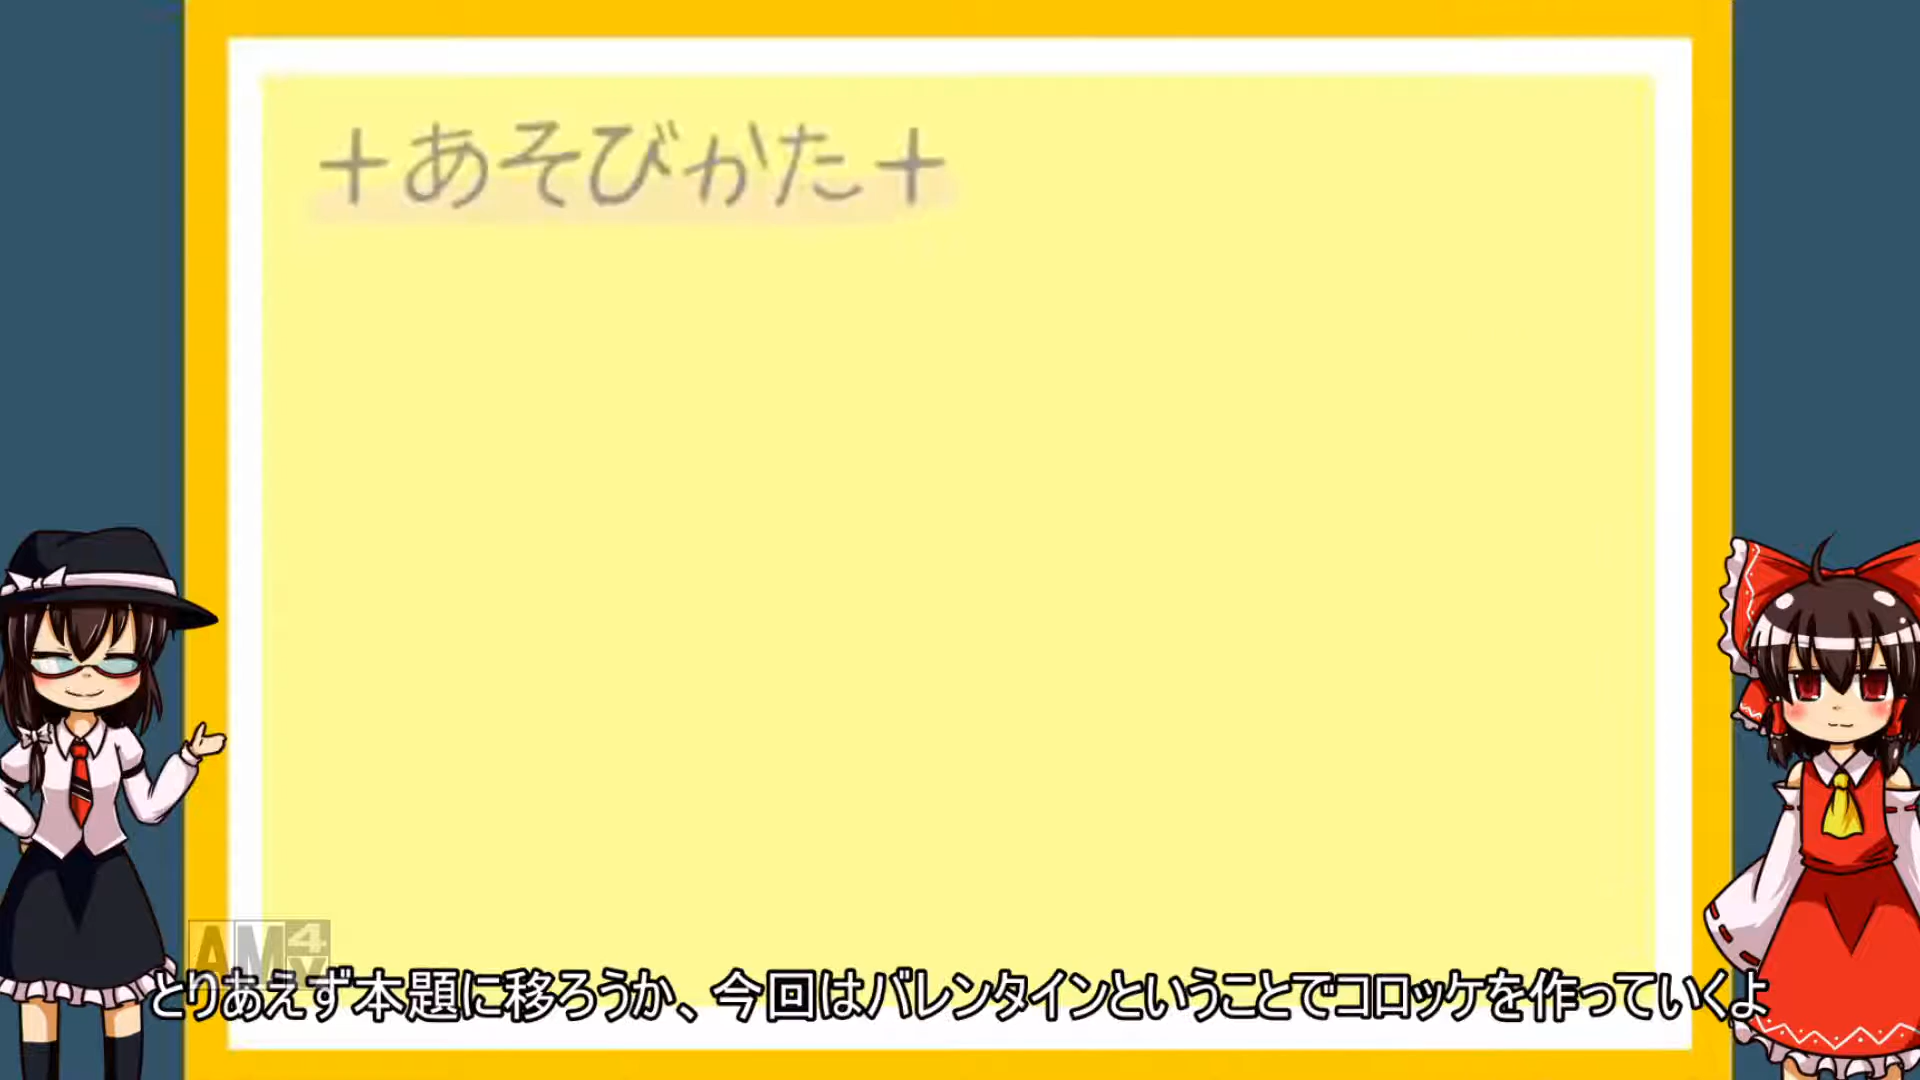 +あそびかた+
AM4
とりあえず本題に移ろうか、今回はバレンタインということでコロッケを作っていくよ